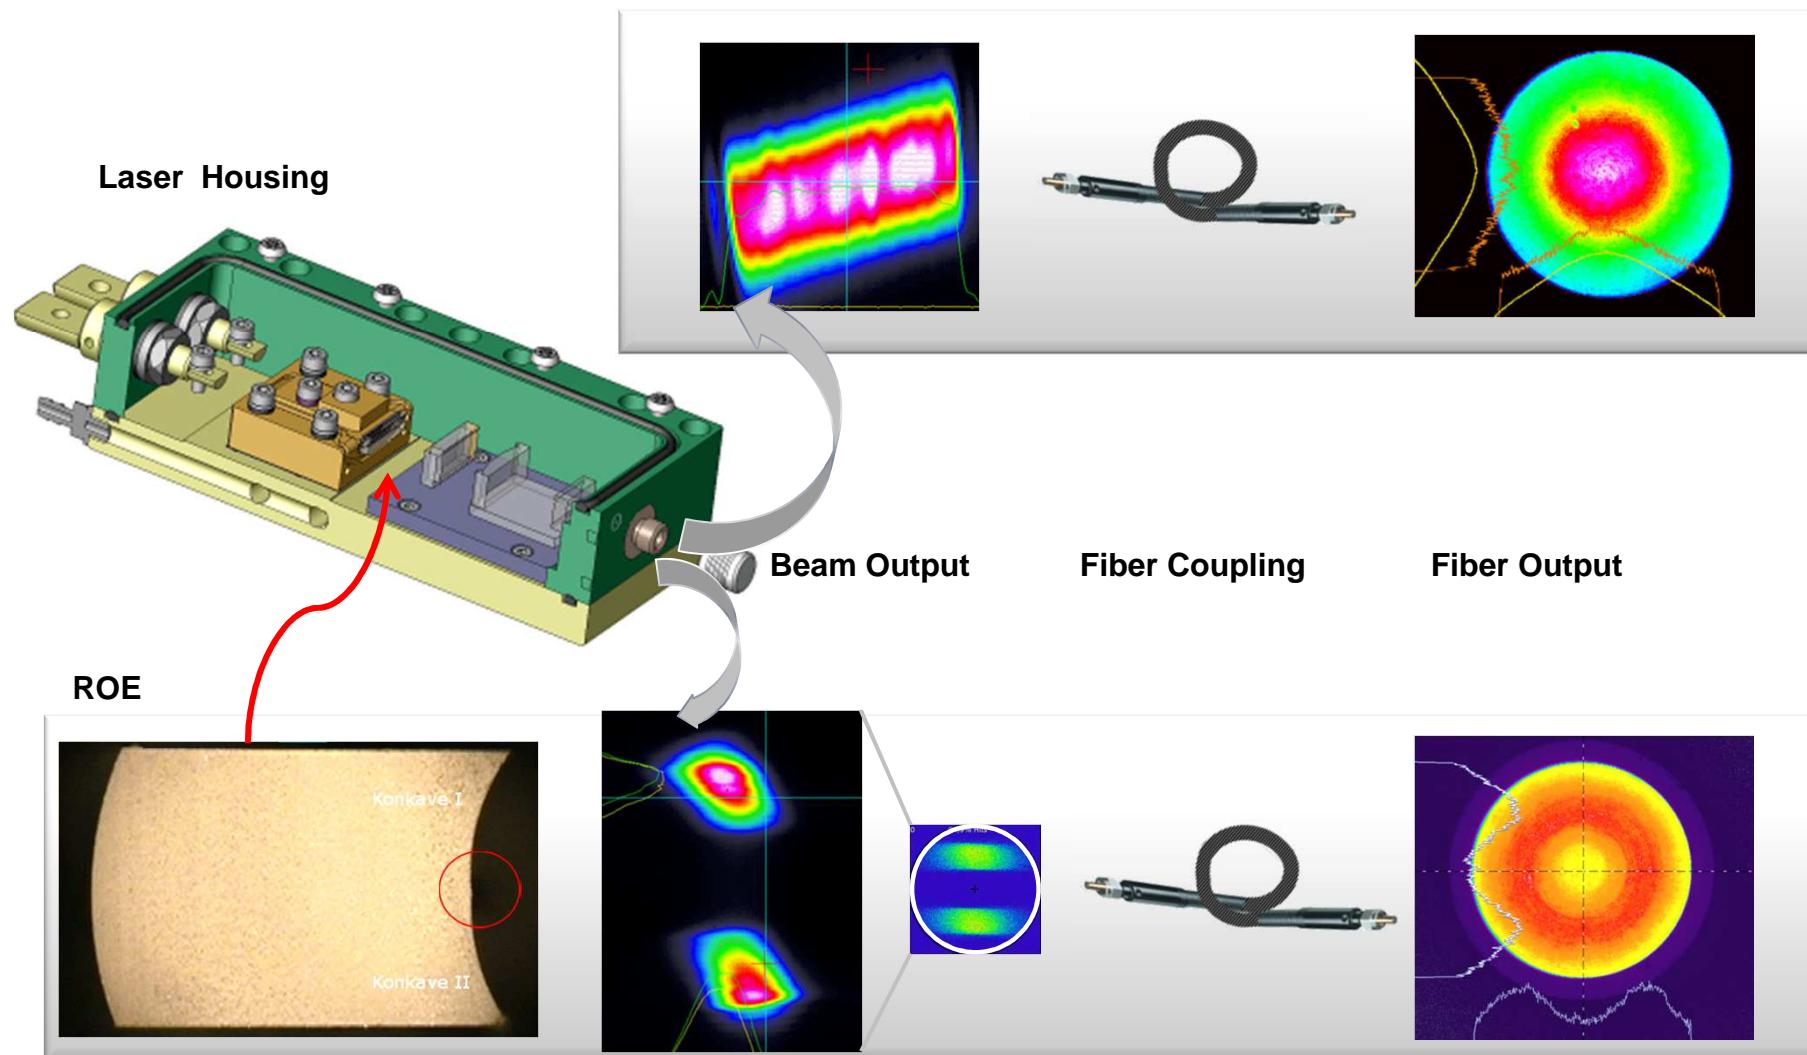 Laser Housing
Beam Output
Fiber Coupling
Fiber Output
ROE
Konkave I
Konkave II